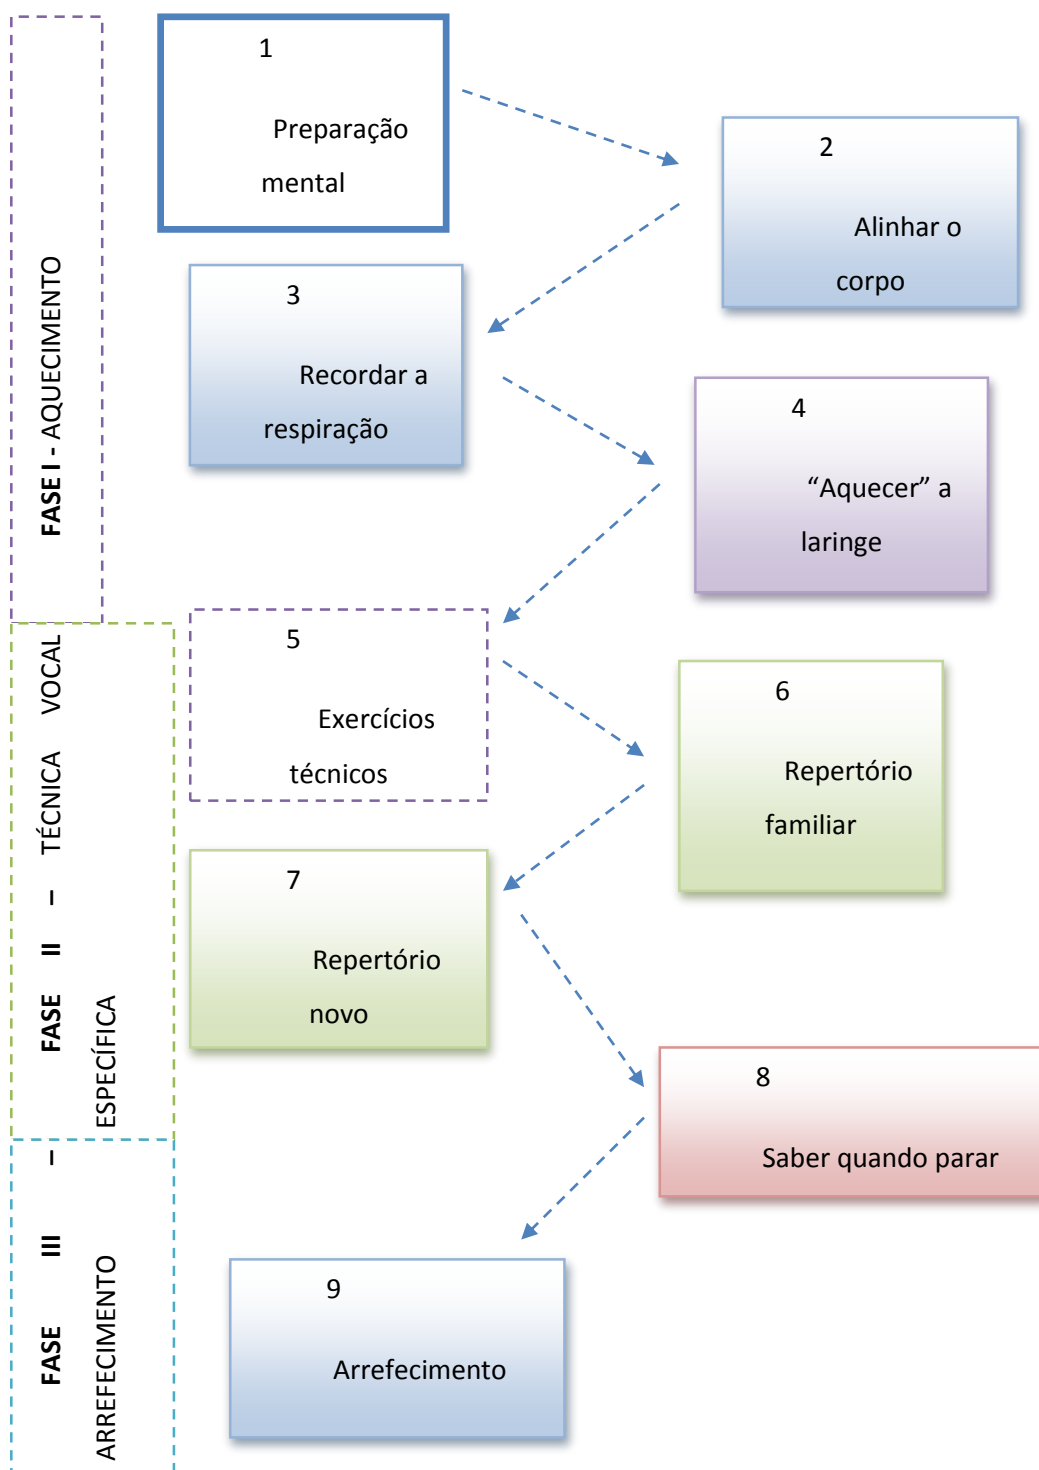 1
Preparação
mental
2
Alinhar o
corpo
3
Recordar a
respiração
4
“Aquecer” a
laringe
5
Exercícios
técnicos
6
Repertório
familiar
7
Repertório
novo
8
Saber quando parar
9
Arrefecimento
FASE I - AQUECIMENTO
FASE II – TÉCNICA VOCAL
ESPECÍFICA
FASE III –
ARREFECIMENTO